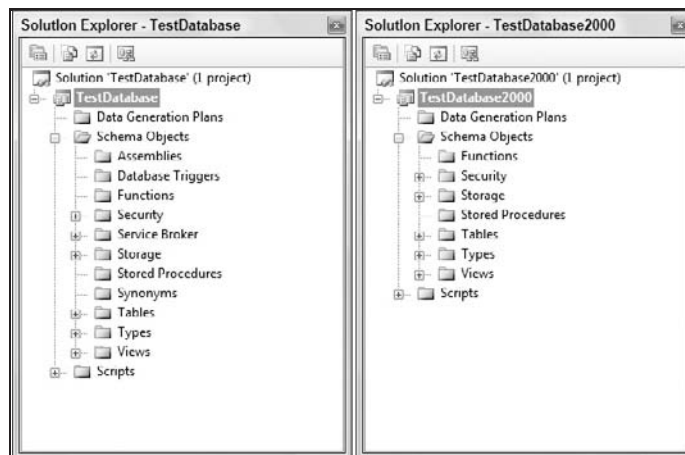 Solution Explorer - TestDatabase
Solution 'TestDatabase' (1 project)
TestDatabase
Data Generation Plans
Schema Objects
Assemblies
Database Triggers
Functions
Security
Service Broker
Storage
Stored Procedures
Synonyms
Tables
Types
Views
Scripts
Solution Explorer - TestDatabase2000
Solution 'TestDatabase2000' (1 project)
TestDatabase2000
Data Generation Plans
Schema Objects
Functions
Security
Storage
Stored Procedures
Tables
Types
Views
Scripts